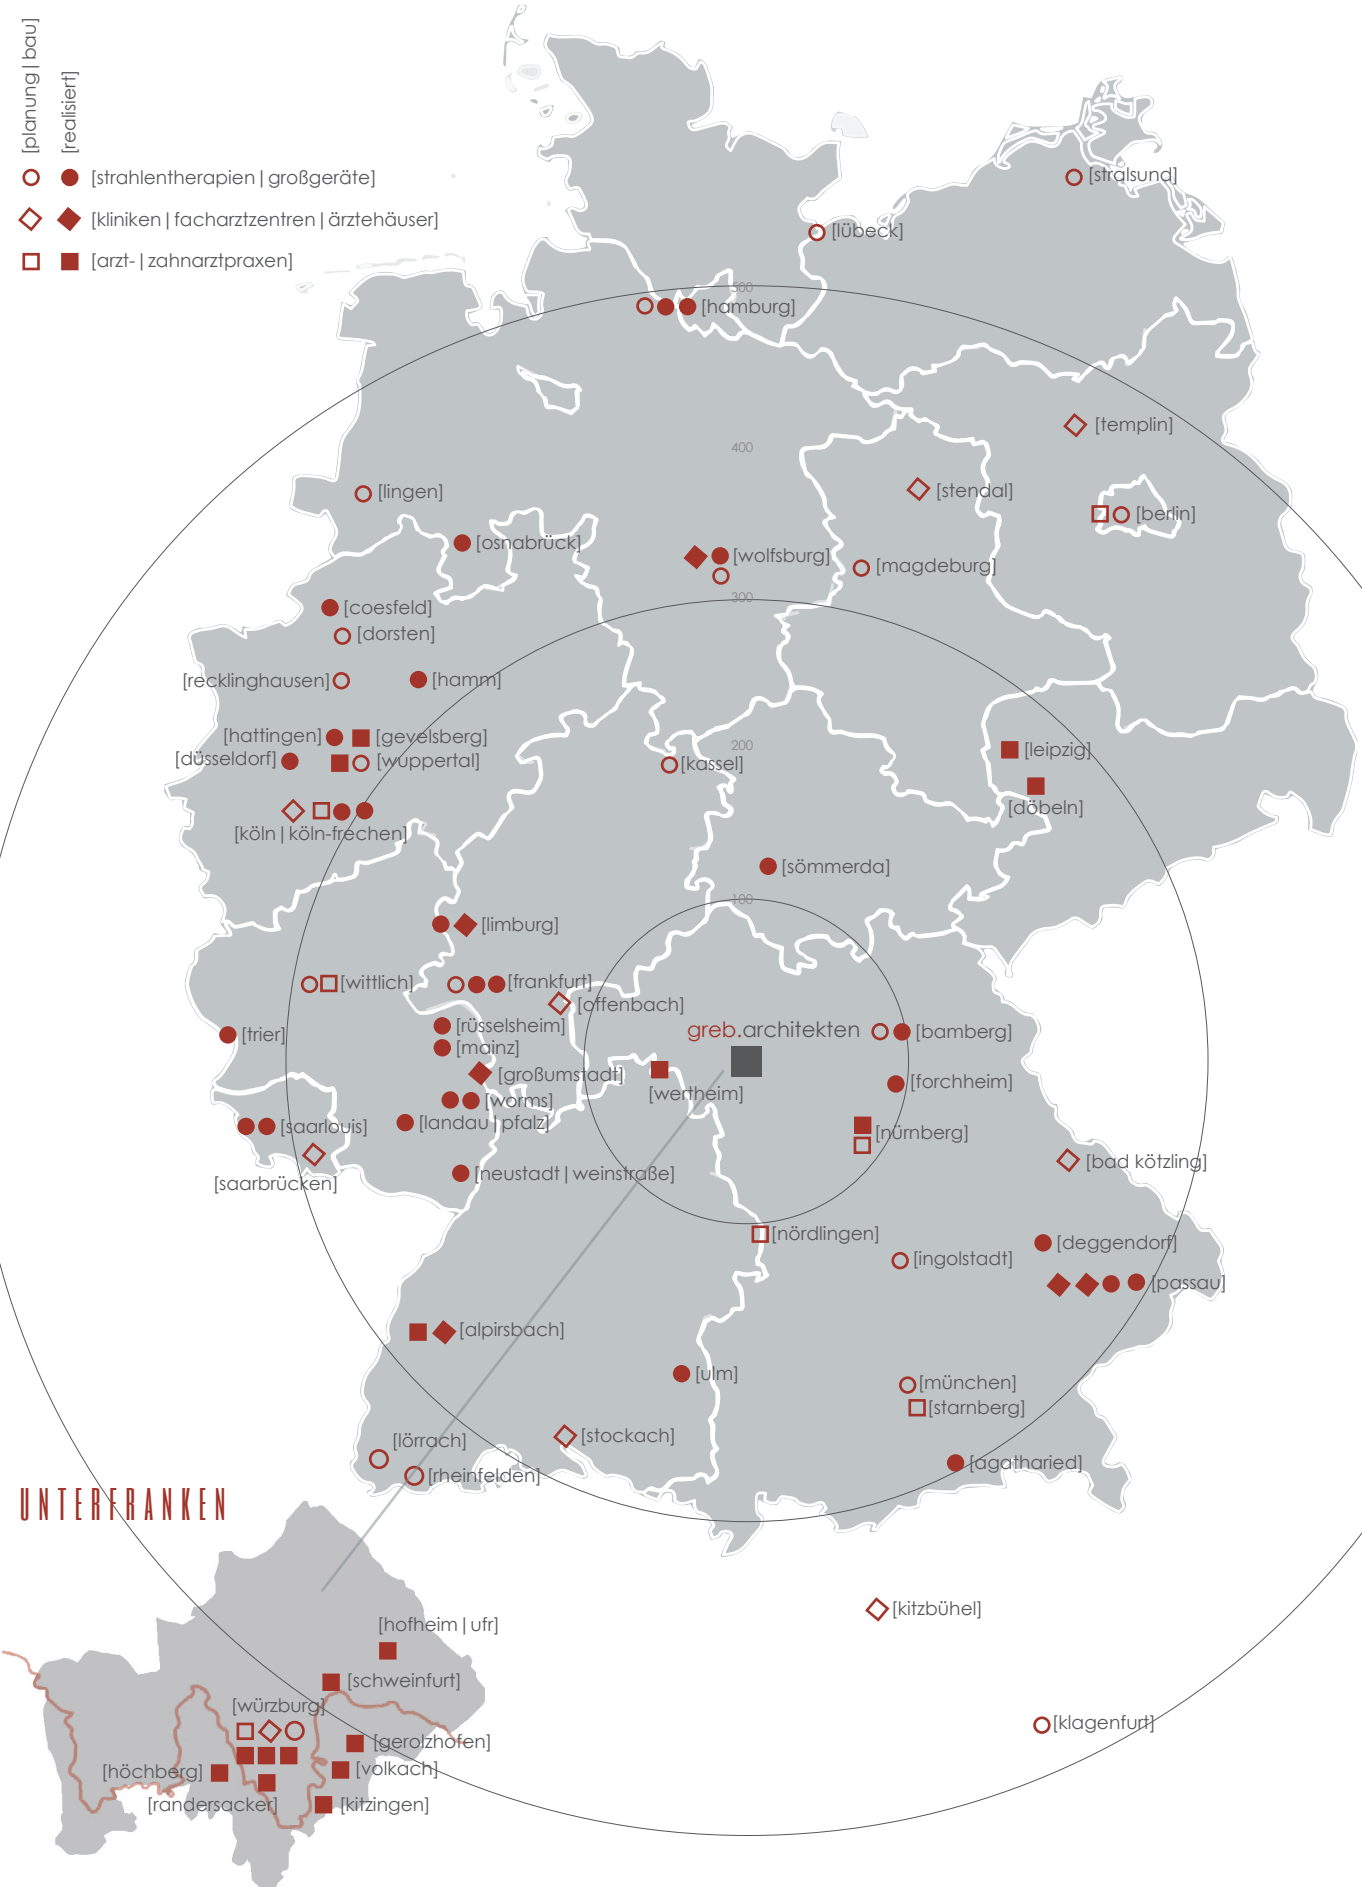 [planung | bau]
[realisiert]
[strahlentherapien | großgeräte]
[kliniken | facharztzentren | ärztehäuser]
[arzt- | zahnarztpraxen]
[stralsund]
[lübeck]
500
[hamburg]
[templin]
400
[lingen]
[stendal]
[berlin]
[osnabrück]
[wolfsburg]
[magdeburg]
300
[coesfeld]
[dorsten]
[recklinghausen]
[hamm]
[hattingen]
[gevelsberg]
[düsseldorf]
[wuppertal]
200
[kassel]
[leipzig]
[döbeln]
[köln | köln-frechen]
[sömmerda]
100
[limburg]
[wittlich]
[frankfurt]
[offenbach]
[trier]
[rüsselsheim]
greb.architekten
[bamberg]
[mainz]
[großumstadt]
[wertheim]
[forchheim]
[worms]
[saarlouis]
[landau | pfalz]
[nürnberg]
[saarbrücken]
[neustadt | weinstraße]
[bad kötzling]
[nördlingen]
[ingolstadt]
[deggendorf]
[passau]
[alpirsbach]
[ulm]
[münchen]
[starnberg]
[stockach]
[lörrach]
[rheinfelden]
[agatharied]
UNTERFRANKEN
[kitzbühel]
[hofheim | ufr]
[schweinfurt]
[würzburg]
[klagenfurt]
[gerolzhofen]
[höchberg]
[volkach]
[randersacker]
[kitzingen]